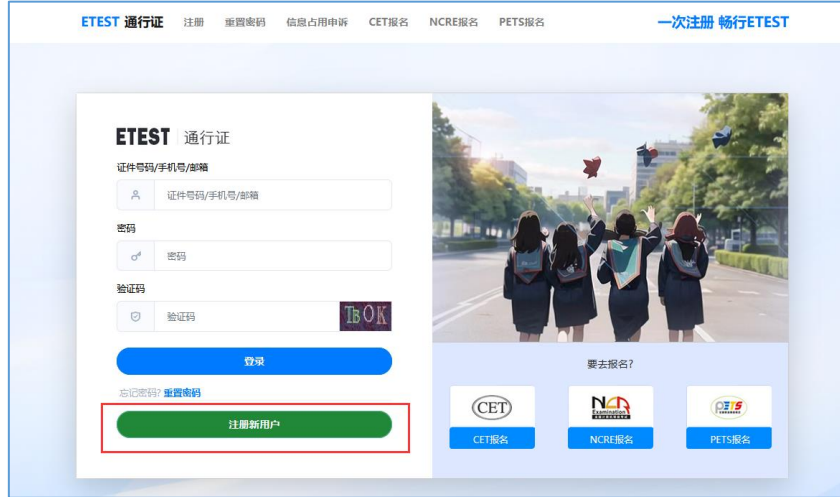 ETEST 通行证 注册 重置密码 信息占用申诉 CET报名 NCRE报名 PETS报名 一次注册 畅行ETEST
ETEST 通行证
证件号码/手机号/邮箱
证件号码/手机号/邮箱
密码
密码
验证码
验证码 TBOK
登录
忘记密码? 重置密码
注册新用户
要去报名?
CET NCR PETS
Examination
CET报名 NCRE报名 PETS报名